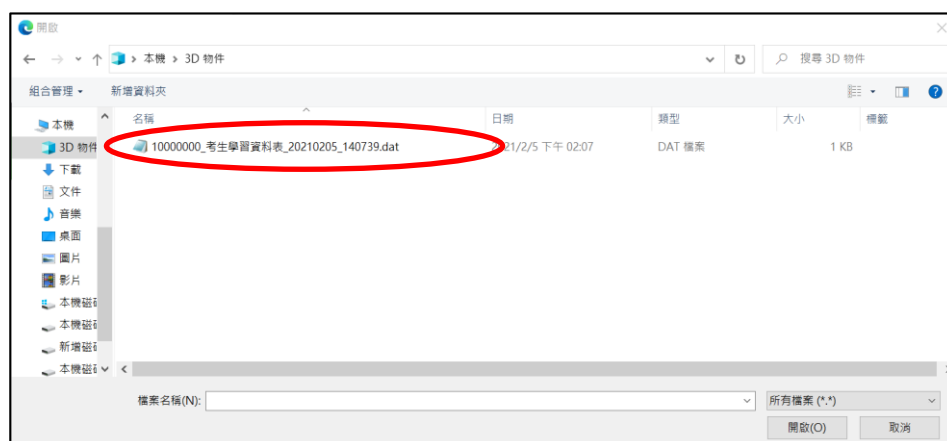 開啟
本機 › 3D 物件
搜尋 3D 物件
組合管理 新增資料夾
名稱 日期 類型 大小 標籤
10000000_考生學習資料表_20210205_140739.dat 2021/2/5 下午 02:07 DAT 檔案 1 KB
本機
3D 物件
下載
文件
音樂
桌面
圖片
影片
本機磁
本機磁
新增磁
本機磁
檔案名稱(N):
所有檔案 (*.*)
開啟(O) 取消